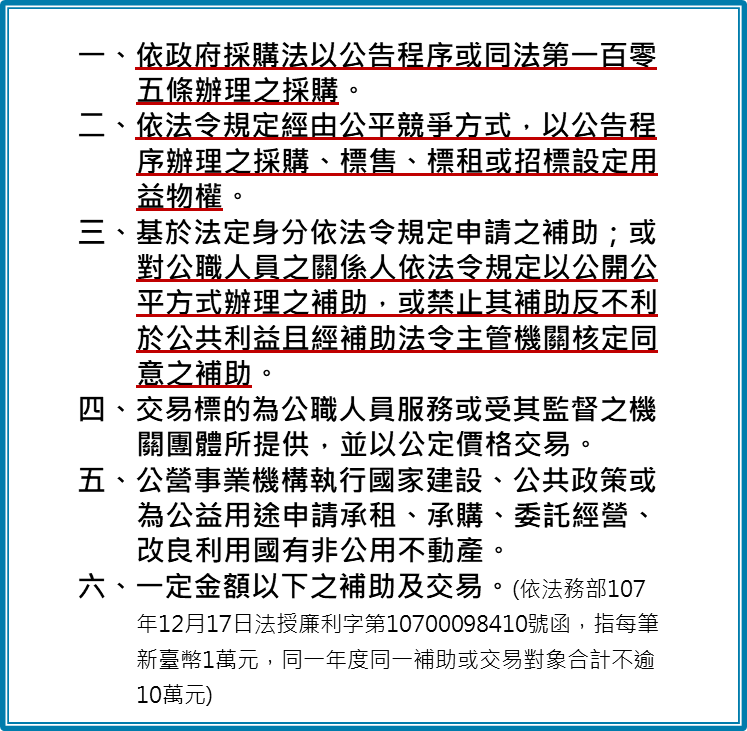 一、依政府採購法以公告程序或同法第一百零
五條辦理之採購。
二、依法令規定經由公平競爭方式，以公告程
序辦理之採購、標售、標租或招標設定用
益物權。
三、基於法定身分依法令規定申請之補助；或
對公職人員之關係人依法令規定以公開公
平方式辦理之補助，或禁止其補助反不利
於公共利益且經補助法令主管機關核定同
意之補助。
四、交易標的為公職人員服務或受其監督之機
關團體所提供，並以公定價格交易。
五、公營事業機構執行國家建設、公共政策或
為公益用途申請承租、承購、委託經營、
改良利用國有非公用不動產。
六、一定金額以下之補助及交易。(依法務部107
年12月17日法授廉利字第10700098410號函，指每筆
新臺幣1萬元，同一年度同一補助或交易對象合計不逾
10萬元)